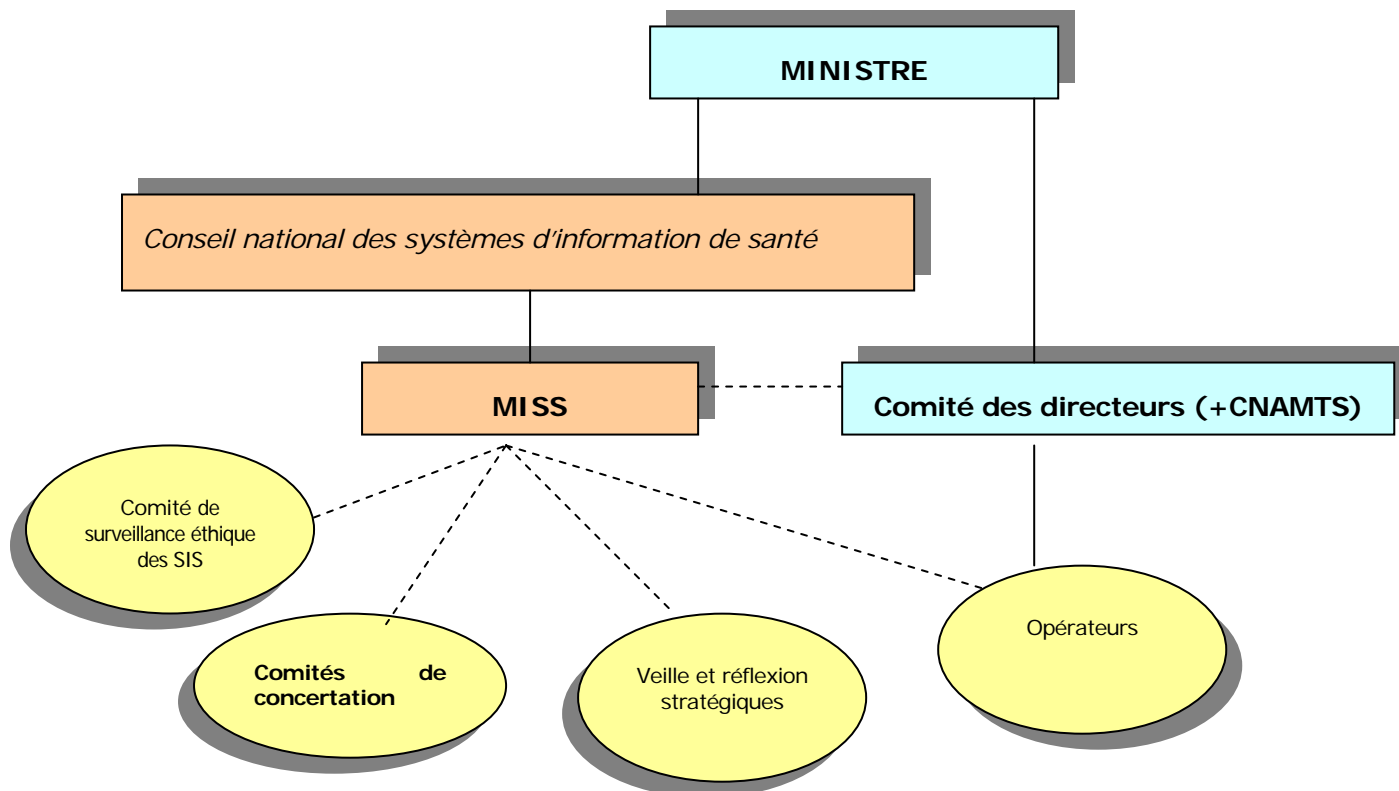 MINISTRE
Conseil national des systèmes d'information de santé
MISS
Comité des directeurs (+CNAMTS)
Comité de
surveillance éthique
des SIS
Comités de
concertation
Veille et réflexion
stratégiques
Opérateurs